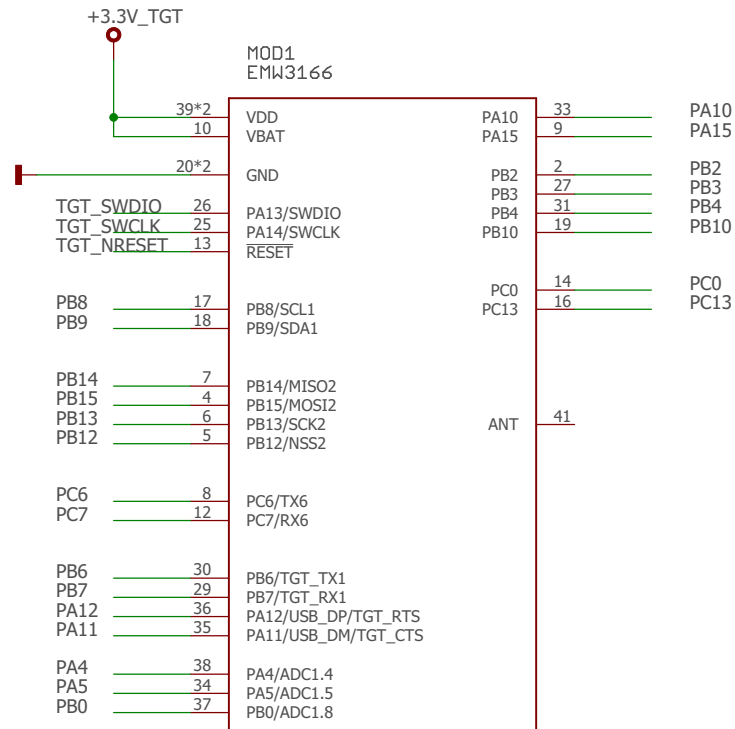 +3.3V_TGT
MOD1
EMW3166
39*2 VDD PA10 33 PA10
10 VBAT PA15 9 PA15
20*2 GND PB2 2 PB2
PB3 27 PB3
TGT_SWDIO 26 PA13/SWDIO PB4 31 PB4
TGT_SWCLK 25 PA14/SWCLK PB10 19 PB10
TGT_NRESET 13 RESET
PC0 14 PC0
PB8 17 PB8/SCL1 PC13 16 PC13
PB9 18 PB9/SDA1
PB14 7 PB14/MISO2
PB15 4 PB15/MOSI2
PB13 6 PB13/SCK2 ANT 41
PB12 5 PB12/NSS2
PC6 8 PC6/TX6
PC7 12 PC7/RX6
PB6 30 PB6/TGT_TX1
PB7 29 PB7/TGT_RX1
PA12 36 PA12/USB_DP/TGT_RTS
PA11 35 PA11/USB_DM/TGT_CTS
PA4 38 PA4/ADC1.4
PA5 34 PA5/ADC1.5
PB0 37 PB0/ADC1.8